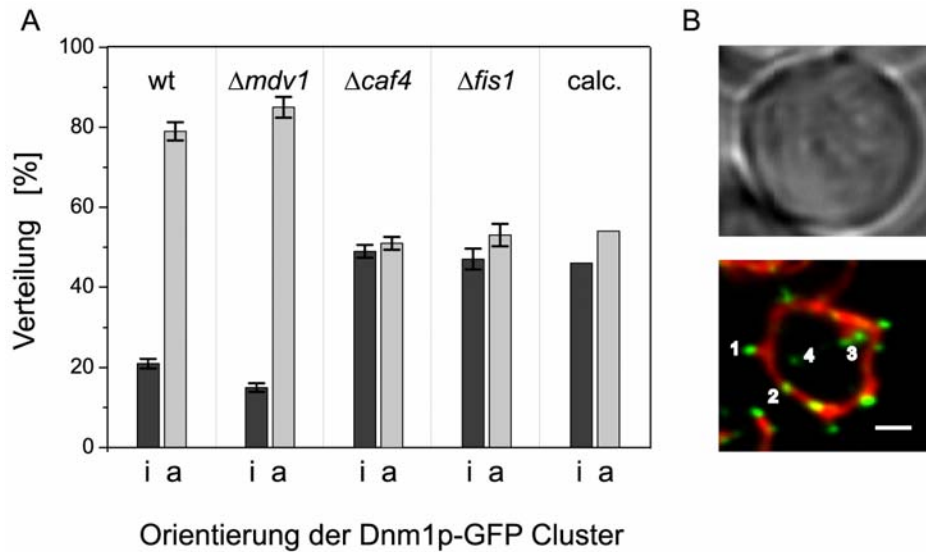 A
B
100
80
60
40
20
0
Verteilung [%]
wt
Δmdv1
Δcaf4
Δfis1
calc.
i a
i a
i a
i a
i a
Orientierung der Dnm1p-GFP Cluster
1
2
3
4